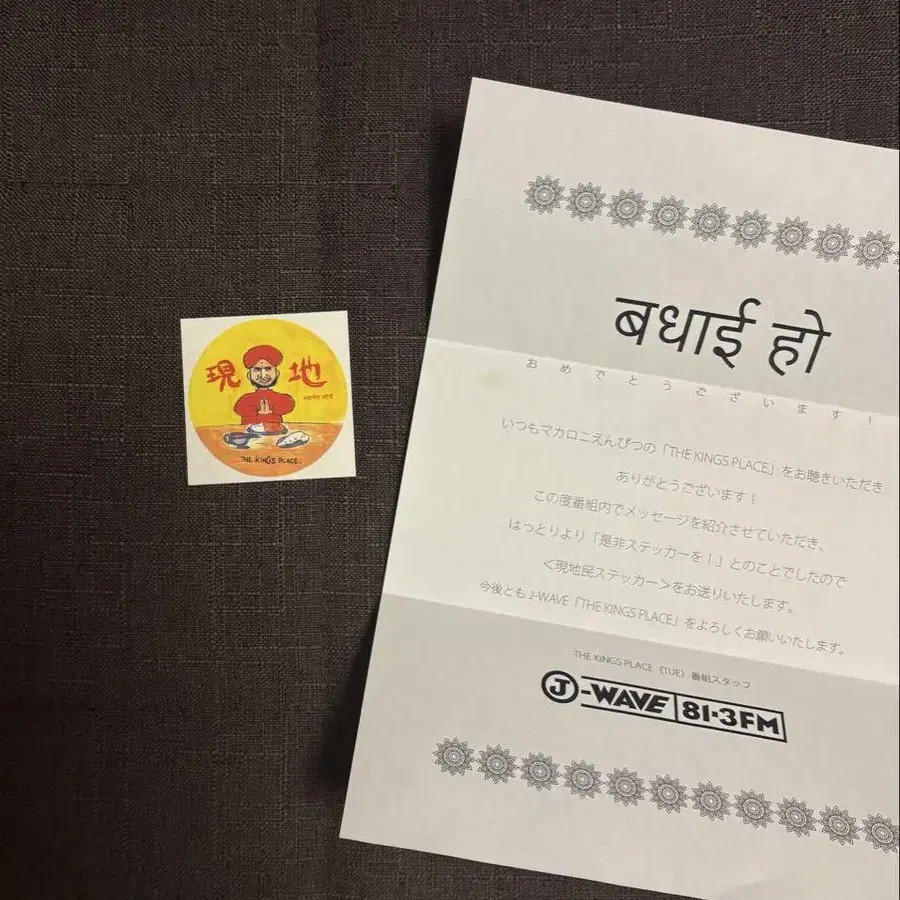 現地
THE KINGS PLACE.
बधाई हो
おめでとうございます！
いつもマカロニえんぴつの「THE KINGS PLACE」をお聴きいただき
ありがとうございます！
この度番組内でメッセージを紹介させていただき、
はっとりより「是非ステッカーを！」とのことでしたので
＜現地民ステッカー＞をお送りいたします。
今後とも J-WAVE「THE KINGS PLACE」をよろしくお願いいたします。
THE KINGS PLACE （TUE） 番組スタッフ
J-WAVE 81.3FM